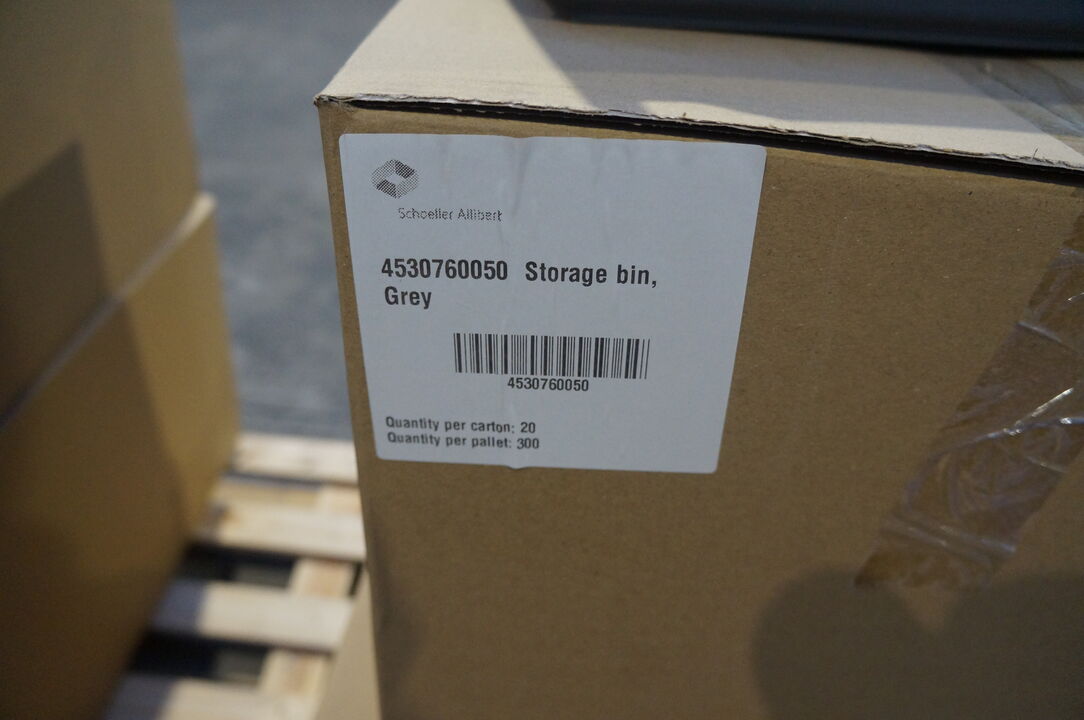 Schoeller Allibert
4530760050 Storage bin,
Grey
4530760050
Quantity per carton: 20
Quantity per pallet: 300